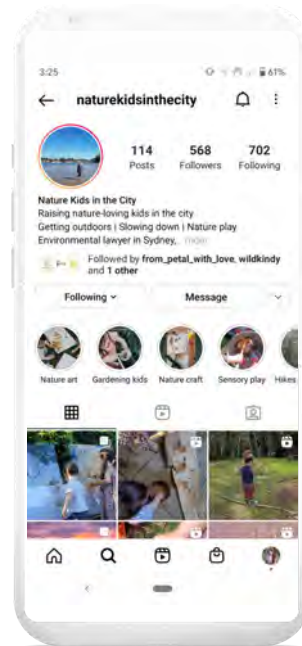 3:25
61%
naturekidsinthecity
114 568 702
Posts Followers Following
Nature Kids in the City
Raising nature-loving kids in the city
Getting outdoors | Slowing down | Nature play
Environmental lawyer in Sydney,... more
Followed by from_petal_with_love, wildkindy
and 1 other
Following Message
Nature art Gardening kids Nature craft Sensory play Hikes